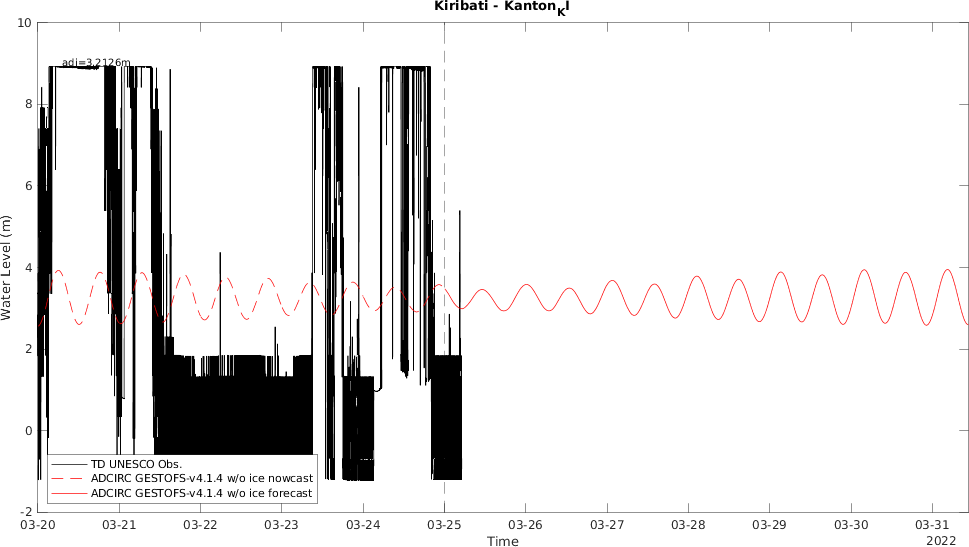 Kiribati - Kanton_KI
10
8
6
4
2
0
-2
Water Level (m)
adj=3.2126m
TD UNESCO Obs.
ADCIRC GESTOFS-v4.1.4 w/o ice nowcast
ADCIRC GESTOFS-v4.1.4 w/o ice forecast
03-20 03-21 03-22 03-23 03-24 03-25 03-26 03-27 03-28 03-29 03-30 03-31
Time
2022